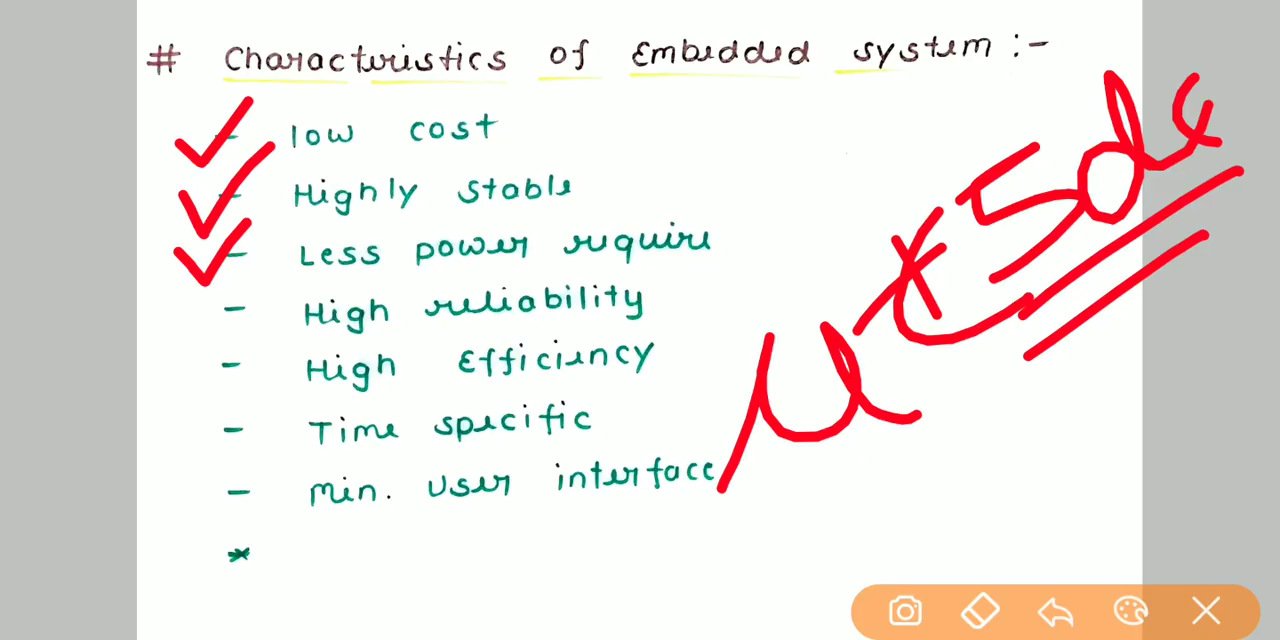 # Characteristics of Embedded system :-
- low cost
- Highly stable
- Less power require
- High reliability
- High Efficiency
- Time specific
- Min. user interface
*